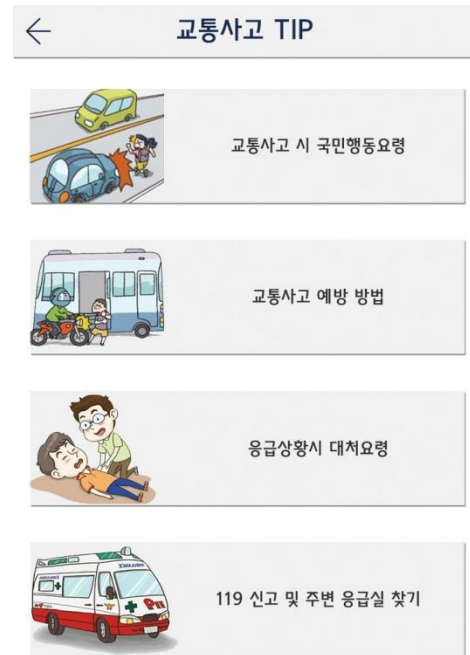 교통사고 TIP
교통사고 시 국민행동요령
교통사고 예방 방법
응급상황시 대처요령
119 신고 및 주변 응급실 찾기